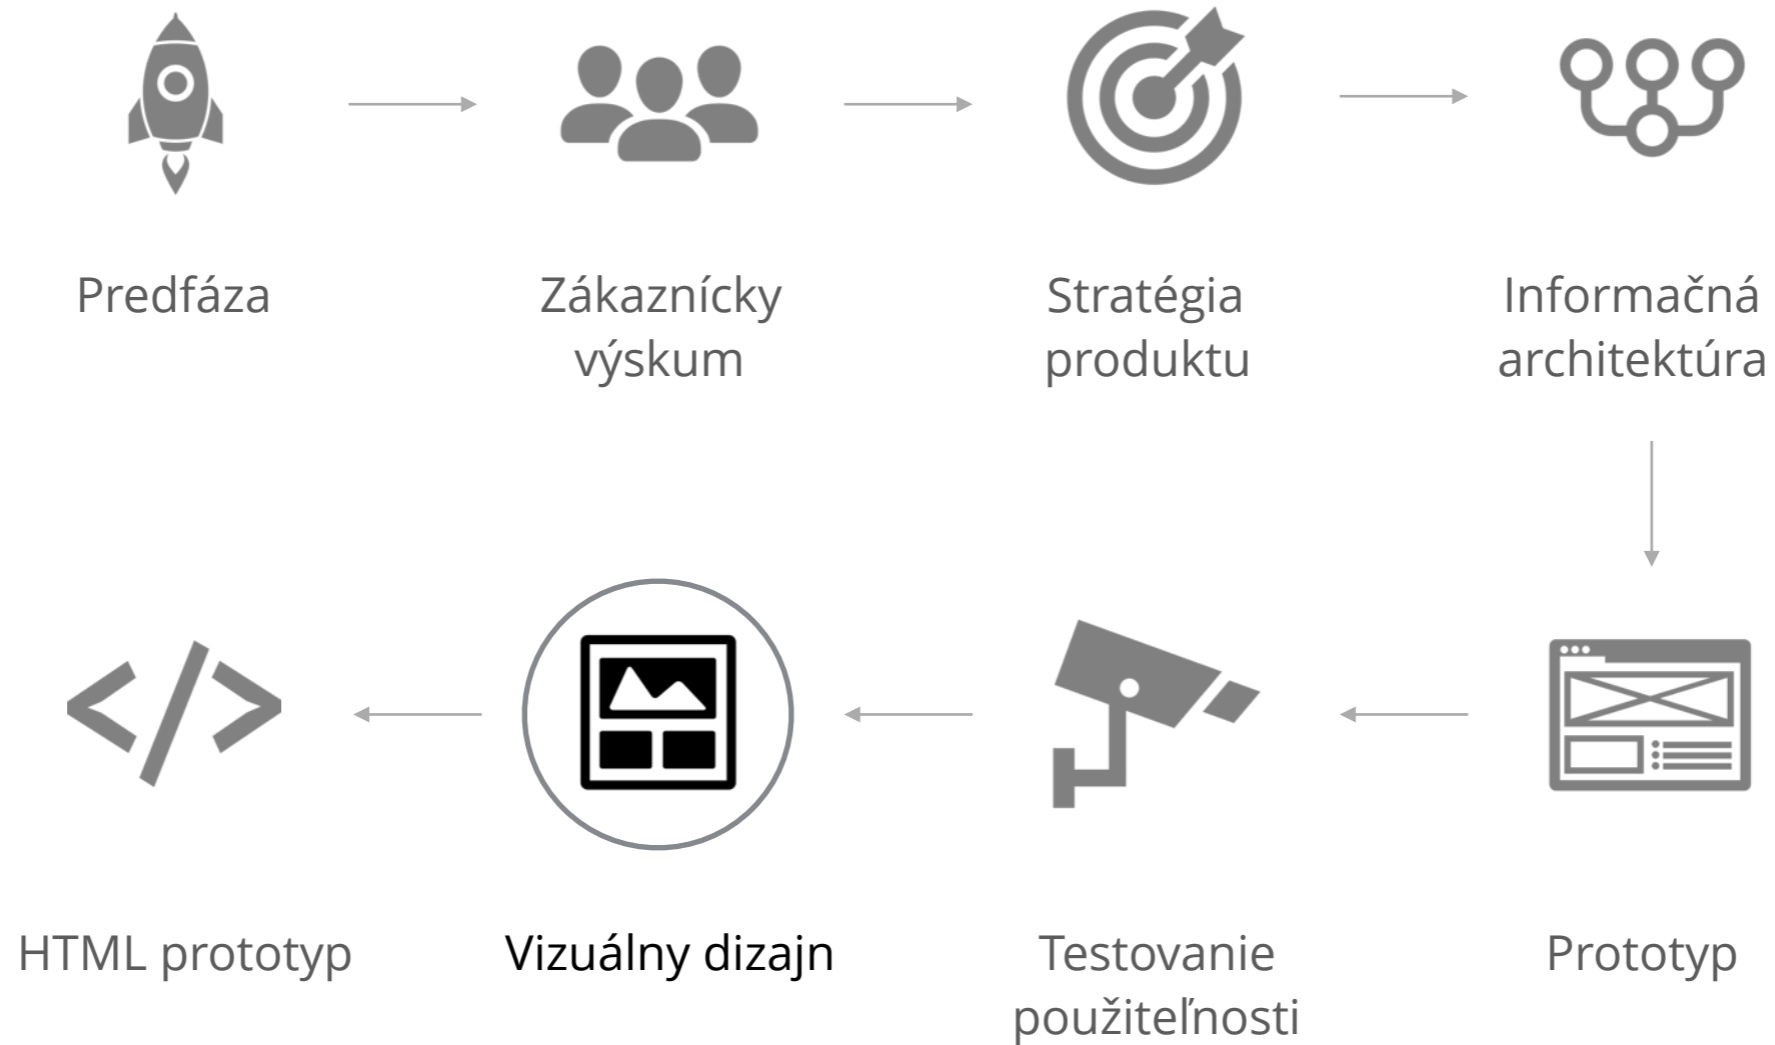 Predfáza
Zákaznícky
výskum
Stratégia
produktu
Informačná
architektúra
HTML prototyp
Vizuálny dizajn
Testovanie
použiteľnosti
Prototyp